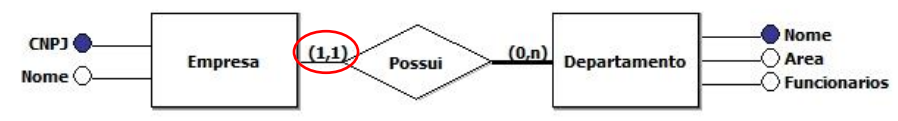 CNPJ
Nome
Empresa
(1,1)
Possui
(0,n)
Departamento
Nome
Area
Funcionarios